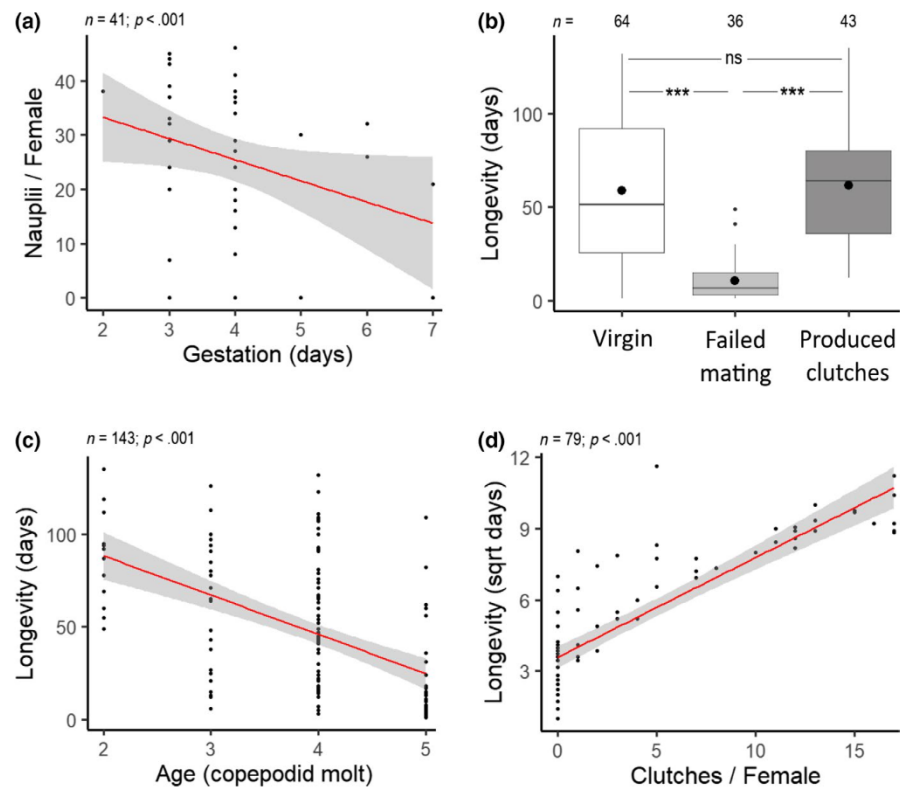 (a)
n = 41; p < .001
Nauplii / Female
40
30
20
10
0
2 3 4 5 6 7
Gestation (days)
(b)
n = 64 36 43
Longevity (days)
100
50
0
ns
*** ***
Virgin
Failed
mating
Produced
clutches
(c)
n = 143; p < .001
Longevity (days)
100
50
0
2 3 4 5
Age (copepodid molt)
(d)
n = 79; p < .001
Longevity (sqrt days)
12
9
6
3
0 5 10 15
Clutches / Female